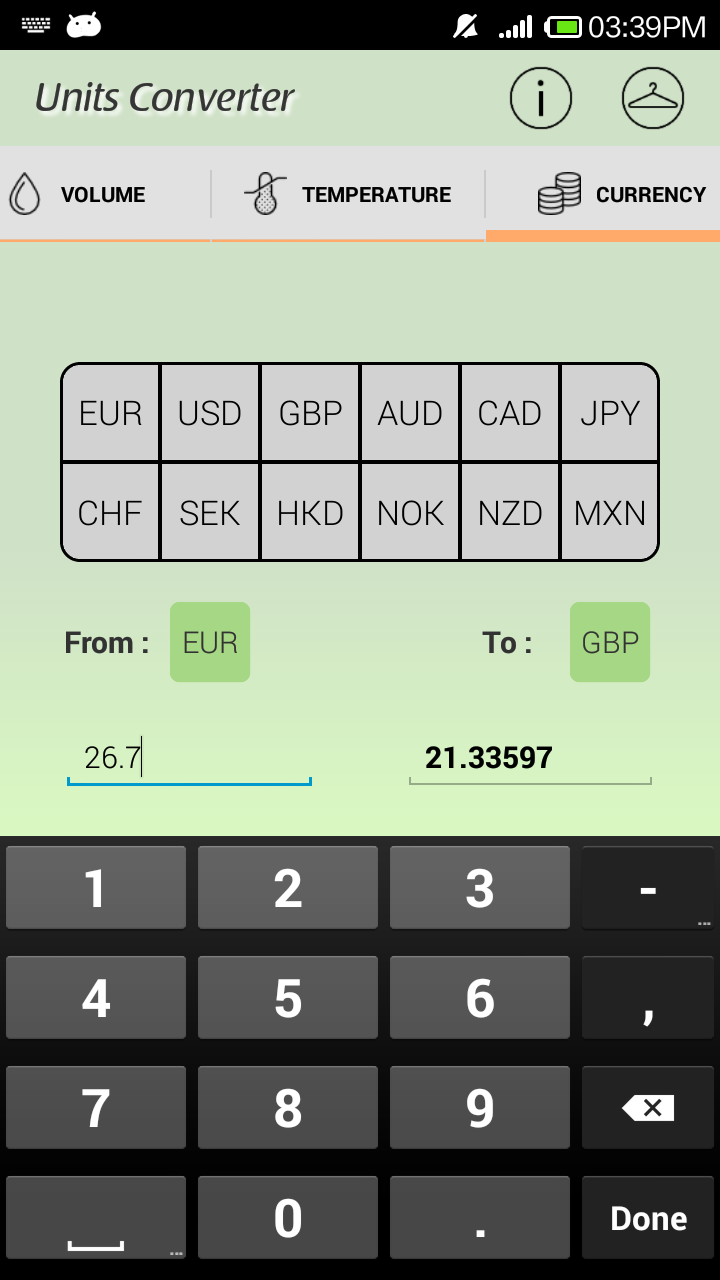 03:39PM
Units Converter
VOLUME TEMPERATURE CURRENCY
EUR USD GBP AUD CAD JPY
CHF SEK HKD NOK NZD MXN
From : EUR To : GBP
26.7 21.33597
1 2 3 -
4 5 6 ,
7 8 9
0 . Done